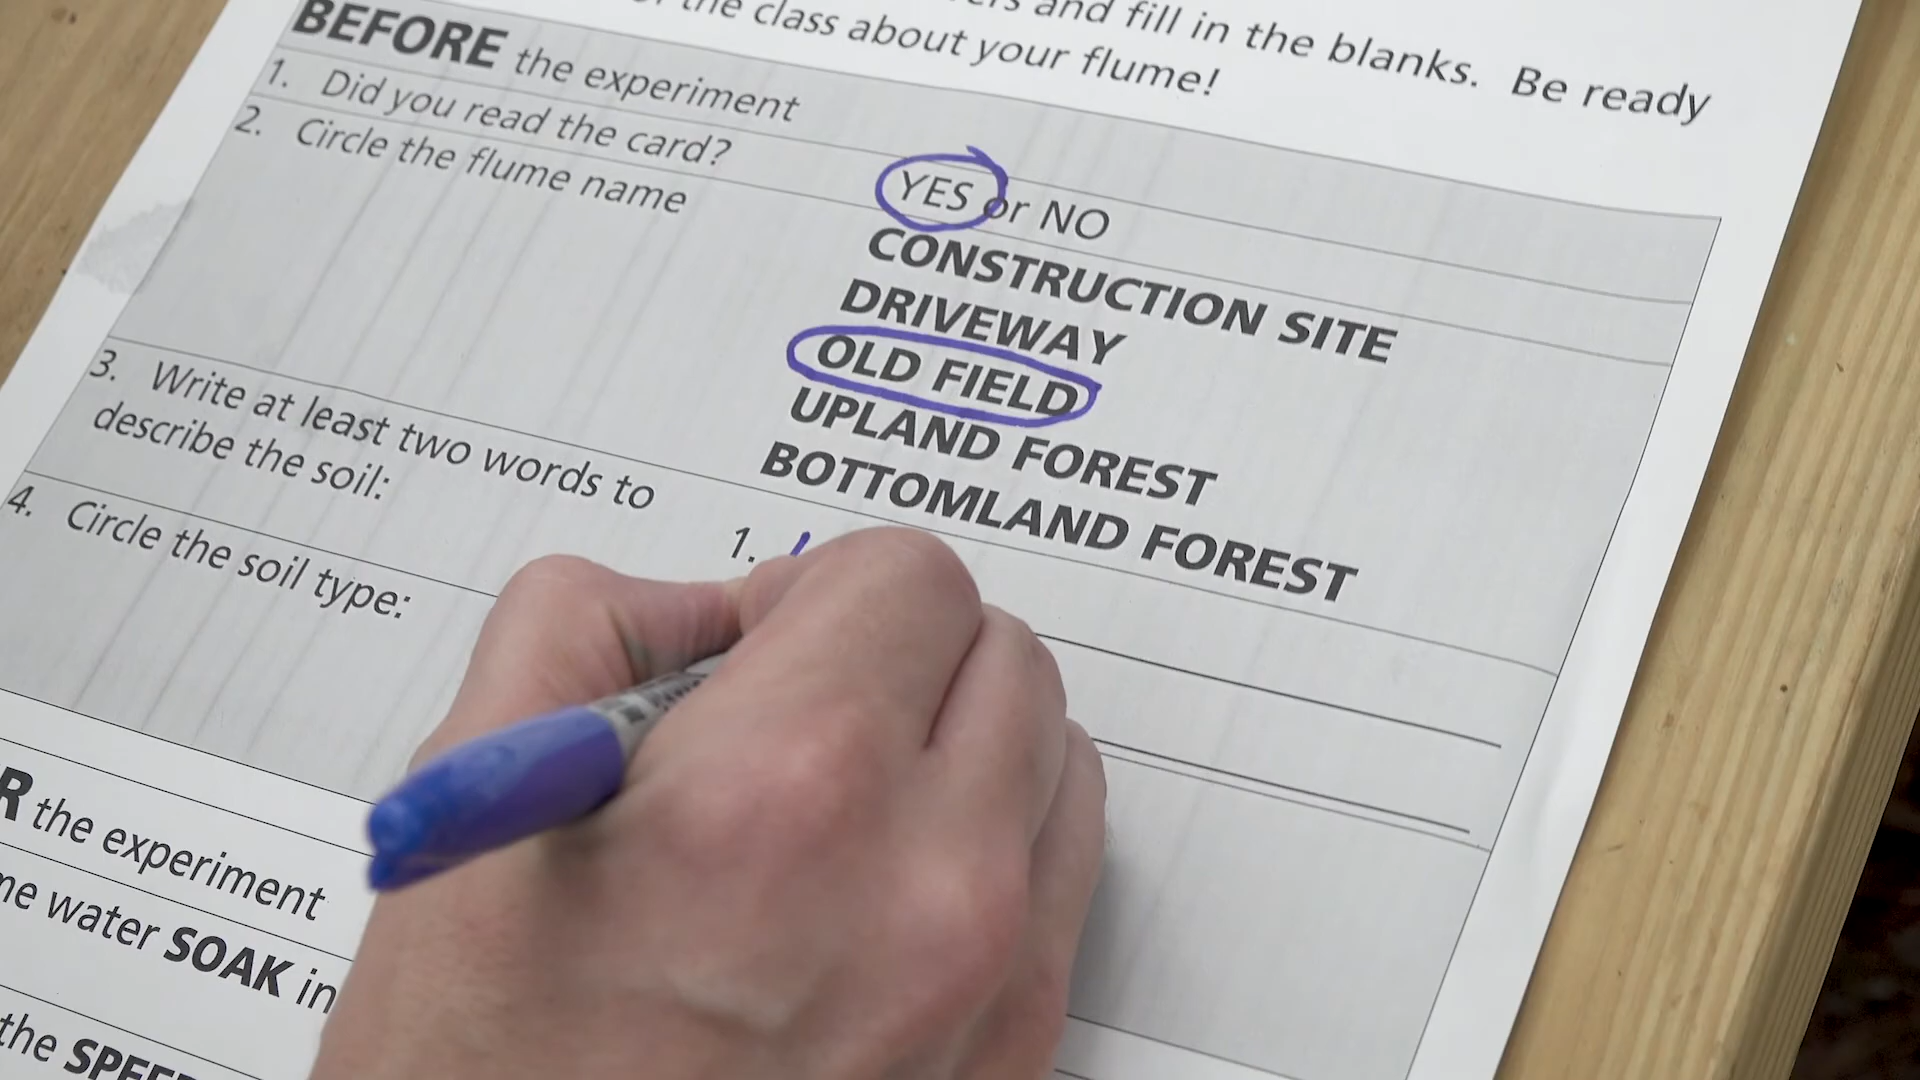 and fill in the blanks. Be ready
the class about your flume!
BEFORE the experiment
1. Did you read the card?
YES or NO
2. Circle the flume name
CONSTRUCTION SITE
DRIVEWAY
OLD FIELD
UPLAND FOREST
BOTTOMLAND FOREST
3. Write at least two words to
describe the soil:
1.
4. Circle the soil type:
the experiment
water SOAK in
the